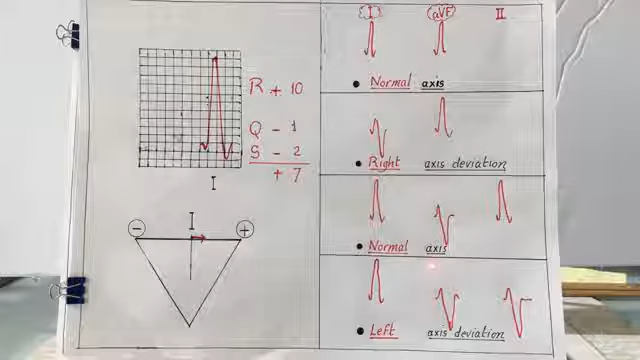 R + 10
Q - 1
S - 2
+ 7
I
I
- +
I aVF II
Normal axis
Right axis deviation
Normal axis
Left axis deviation